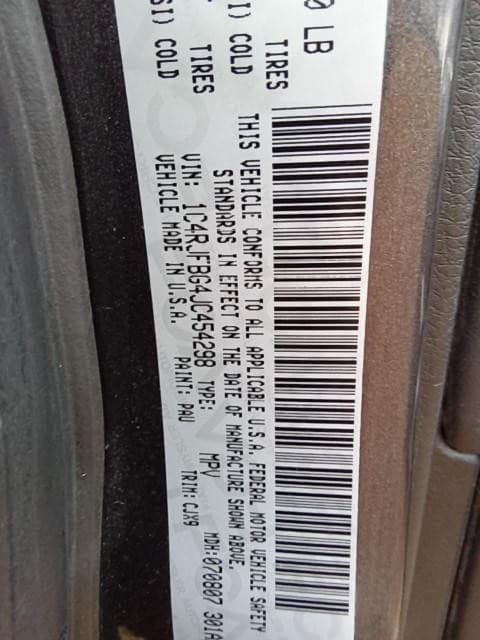 0 LB
TIRES
SI) COLD
TIRES
SI) COLD
THIS VEHICLE CONFORMS TO ALL APPLICABLE U.S.A. FEDERAL MOTOR VEHICLE SAFETY
STANDARDS IN EFFECT ON THE DATE OF MANUFACTURE SHOWN ABOVE.
VIN: 1C4RJFBG4JC454298 TYPE: MPV MDH:070807 301A
VEHICLE MADE IN U.S.A. PAINT: PAU TRIM:CJX9